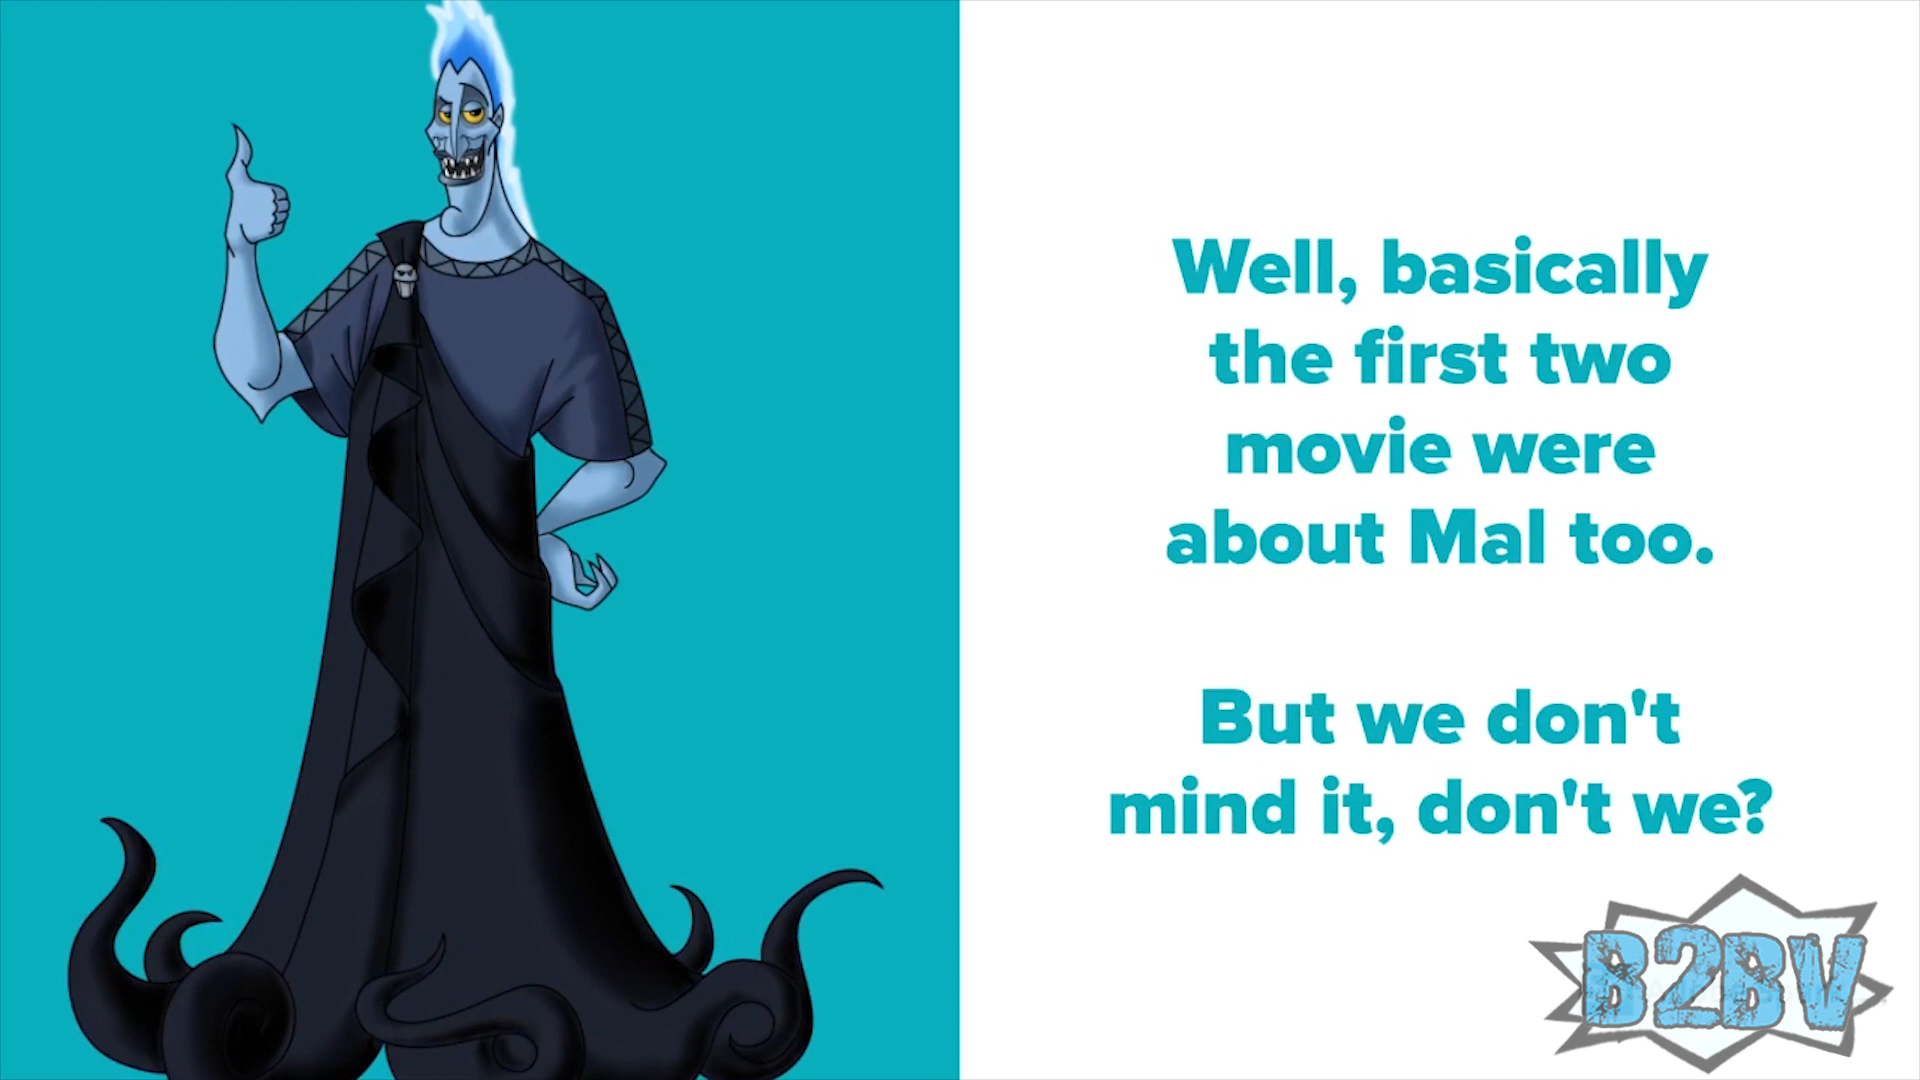 Well, basically
the first two
movie were
about Mal too.
But we don't
mind it, don't we?
B2BV